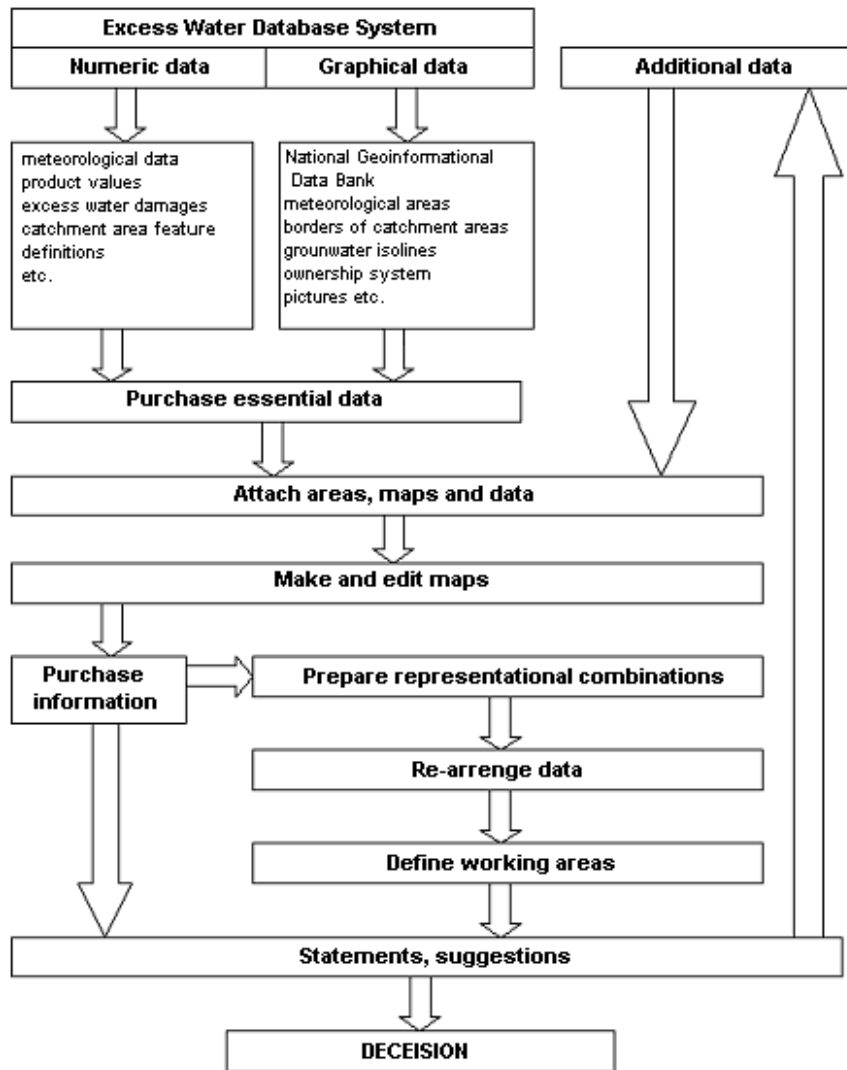 Excess Water Database System
Numeric data
Graphical data
Additional data
meteorological data
product values
excess water damages
catchment area feature
definitions
etc.
National Geoinformational
Data Bank
meteorological areas
borders of catchment areas
grounwater isolines
ownership system
pictures etc.
Purchase essential data
Attach areas, maps and data
Make and edit maps
Purchase
information
Prepare representational combinations
Re-arrenge data
Define working areas
Statements, suggestions
DECEISION